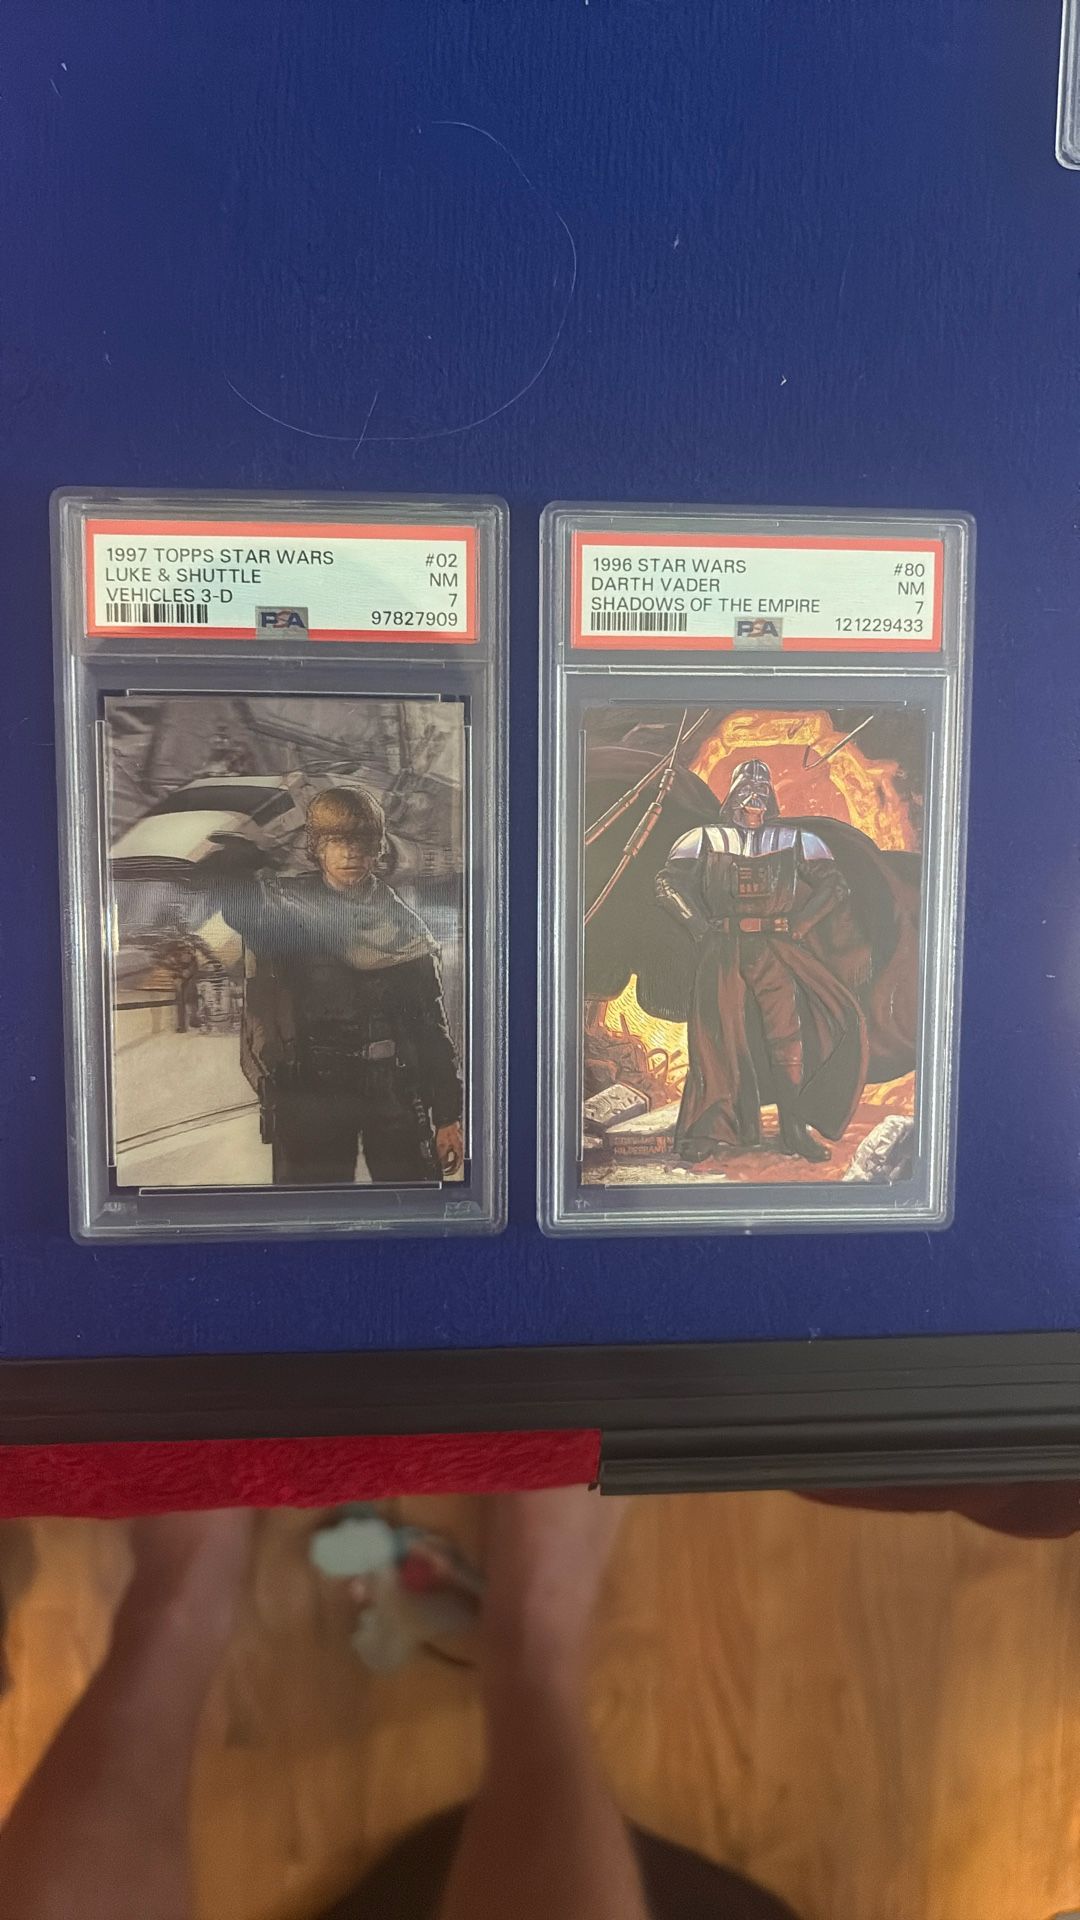 1997 TOPPS STAR WARS #02
LUKE & SHUTTLE NM
VEHICLES 3-D 7
PSA 97827909
1996 STAR WARS #80
DARTH VADER NM
SHADOWS OF THE EMPIRE 7
PSA 121229433
HILDEBRANDT